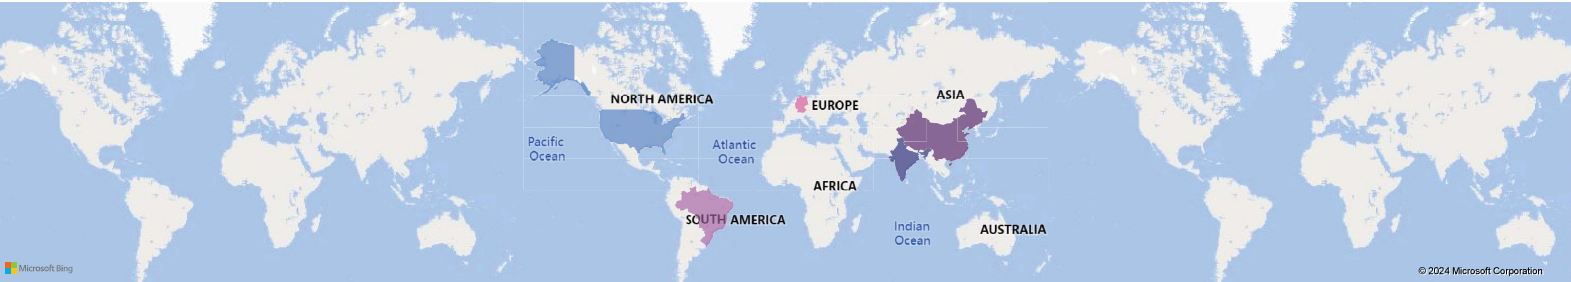 ASIA
NORTH AMERICA
EUROPE
Pacific
Ocean
Atlantic
Ocean
AFRICA
SOUTH AMERICA
Indian
Ocean
AUSTRALIA
Microsoft Bing
© 2024 Microsoft Corporation